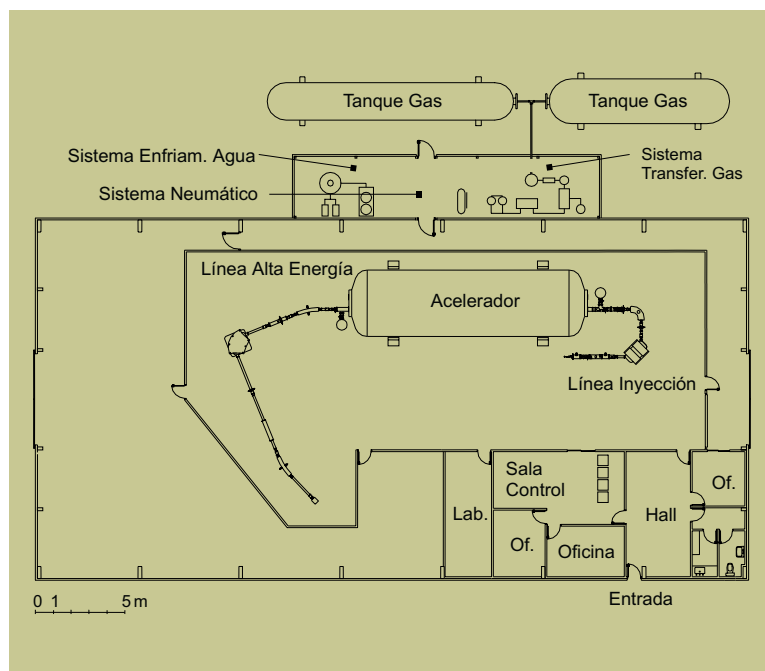 Tanque Gas
Tanque Gas
Sistema Enfriam. Agua
Sistema
Transfer. Gas
Sistema Neumático
Línea Alta Energía
Acelerador
Línea Inyección
Sala
Control
Of.
Lab.
Hall
Of.
Oficina
0 1 5 m
Entrada